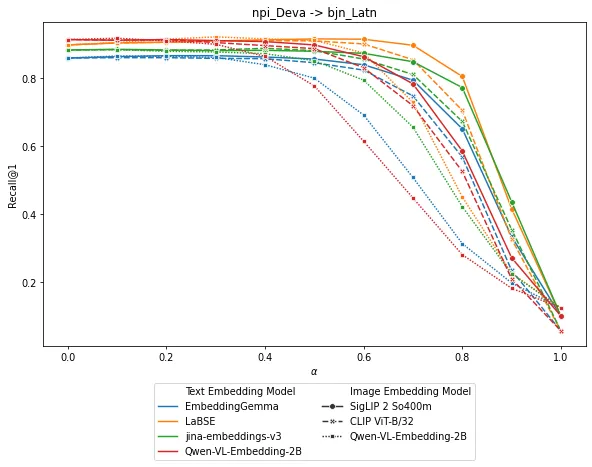 npi_Deva -> bjn_Latn
Recall@1
0.8
0.6
0.4
0.2
0.0 0.2 0.4 0.6 0.8 1.0
α
Text Embedding Model
EmbeddingGemma
LaBSE
jina-embeddings-v3
Qwen-VL-Embedding-2B
Image Embedding Model
SigLIP 2 So400m
CLIP ViT-B/32
Qwen-VL-Embedding-2B